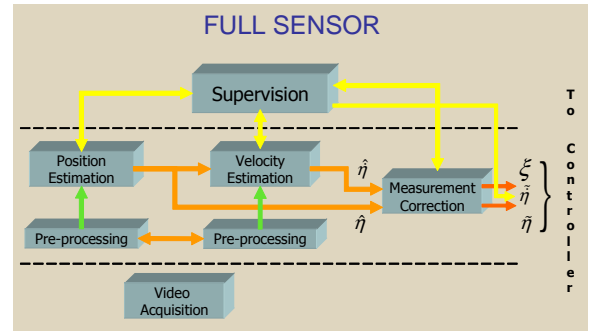 FULL SENSOR
Supervision
To Controller
Position
Estimation
Velocity
Estimation
η̂̇
Measurement
Correction
ξ
η̃̇
η̃
η̂
Pre-processing
Pre-processing
Video
Acquisition